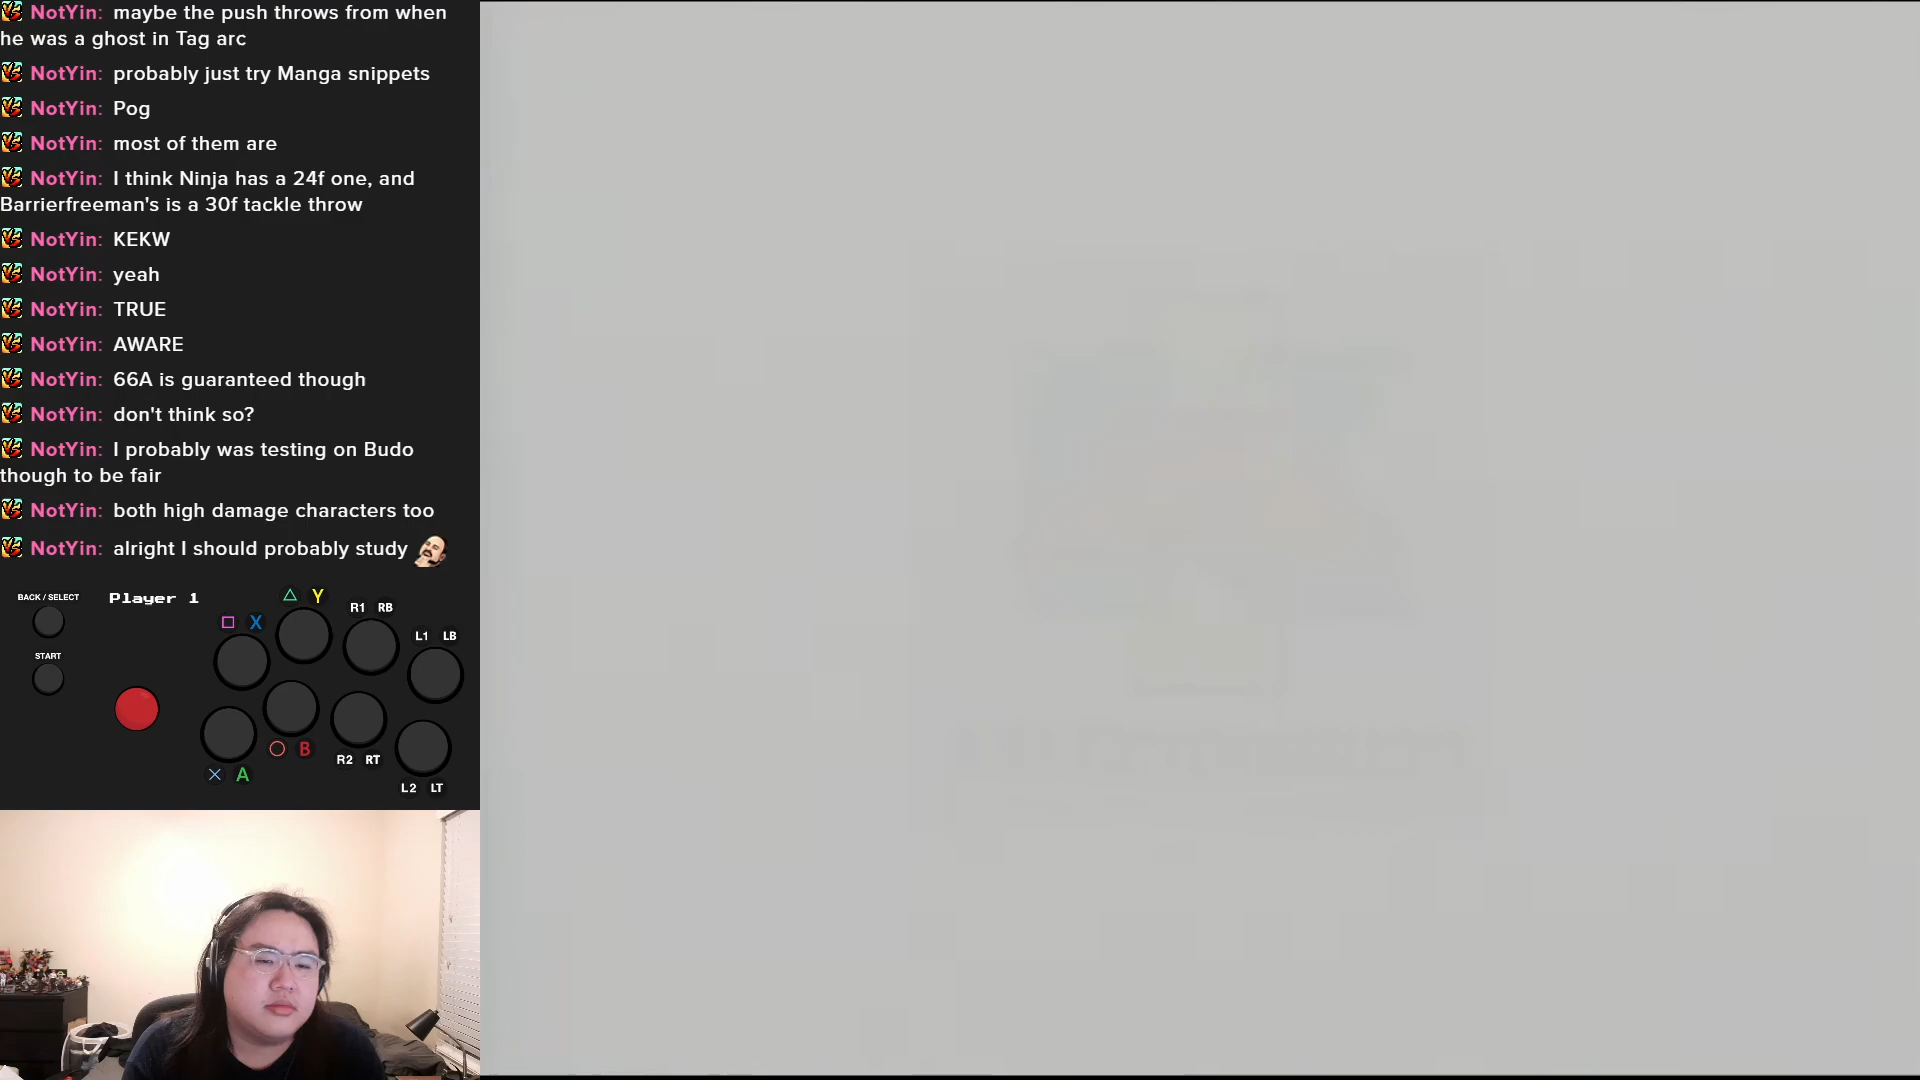 NotYin: maybe the push throws from when
he was a ghost in Tag arc
NotYin: probably just try Manga snippets
NotYin: Pog
NotYin: most of them are
NotYin: I think Ninja has a 24f one, and
Barrierfreeman's is a 30f tackle throw
NotYin: KEKW
NotYin: yeah
NotYin: TRUE
NotYin: AWARE
NotYin: 66A is guaranteed though
NotYin: don't think so?
NotYin: I probably was testing on Budo
though to be fair
NotYin: both high damage characters too
NotYin: alright I should probably study
BACK / SELECT
Player 1
Y
R1 RB
X
L1 LB
START
B
R2 RT
A
L2 LT